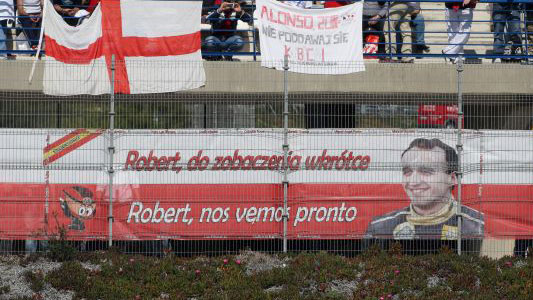 ALONSO
NIE PODDAWAJ SIĘ
Robert, do zobaczenia wkrótce
Robert, nos vemos pronto